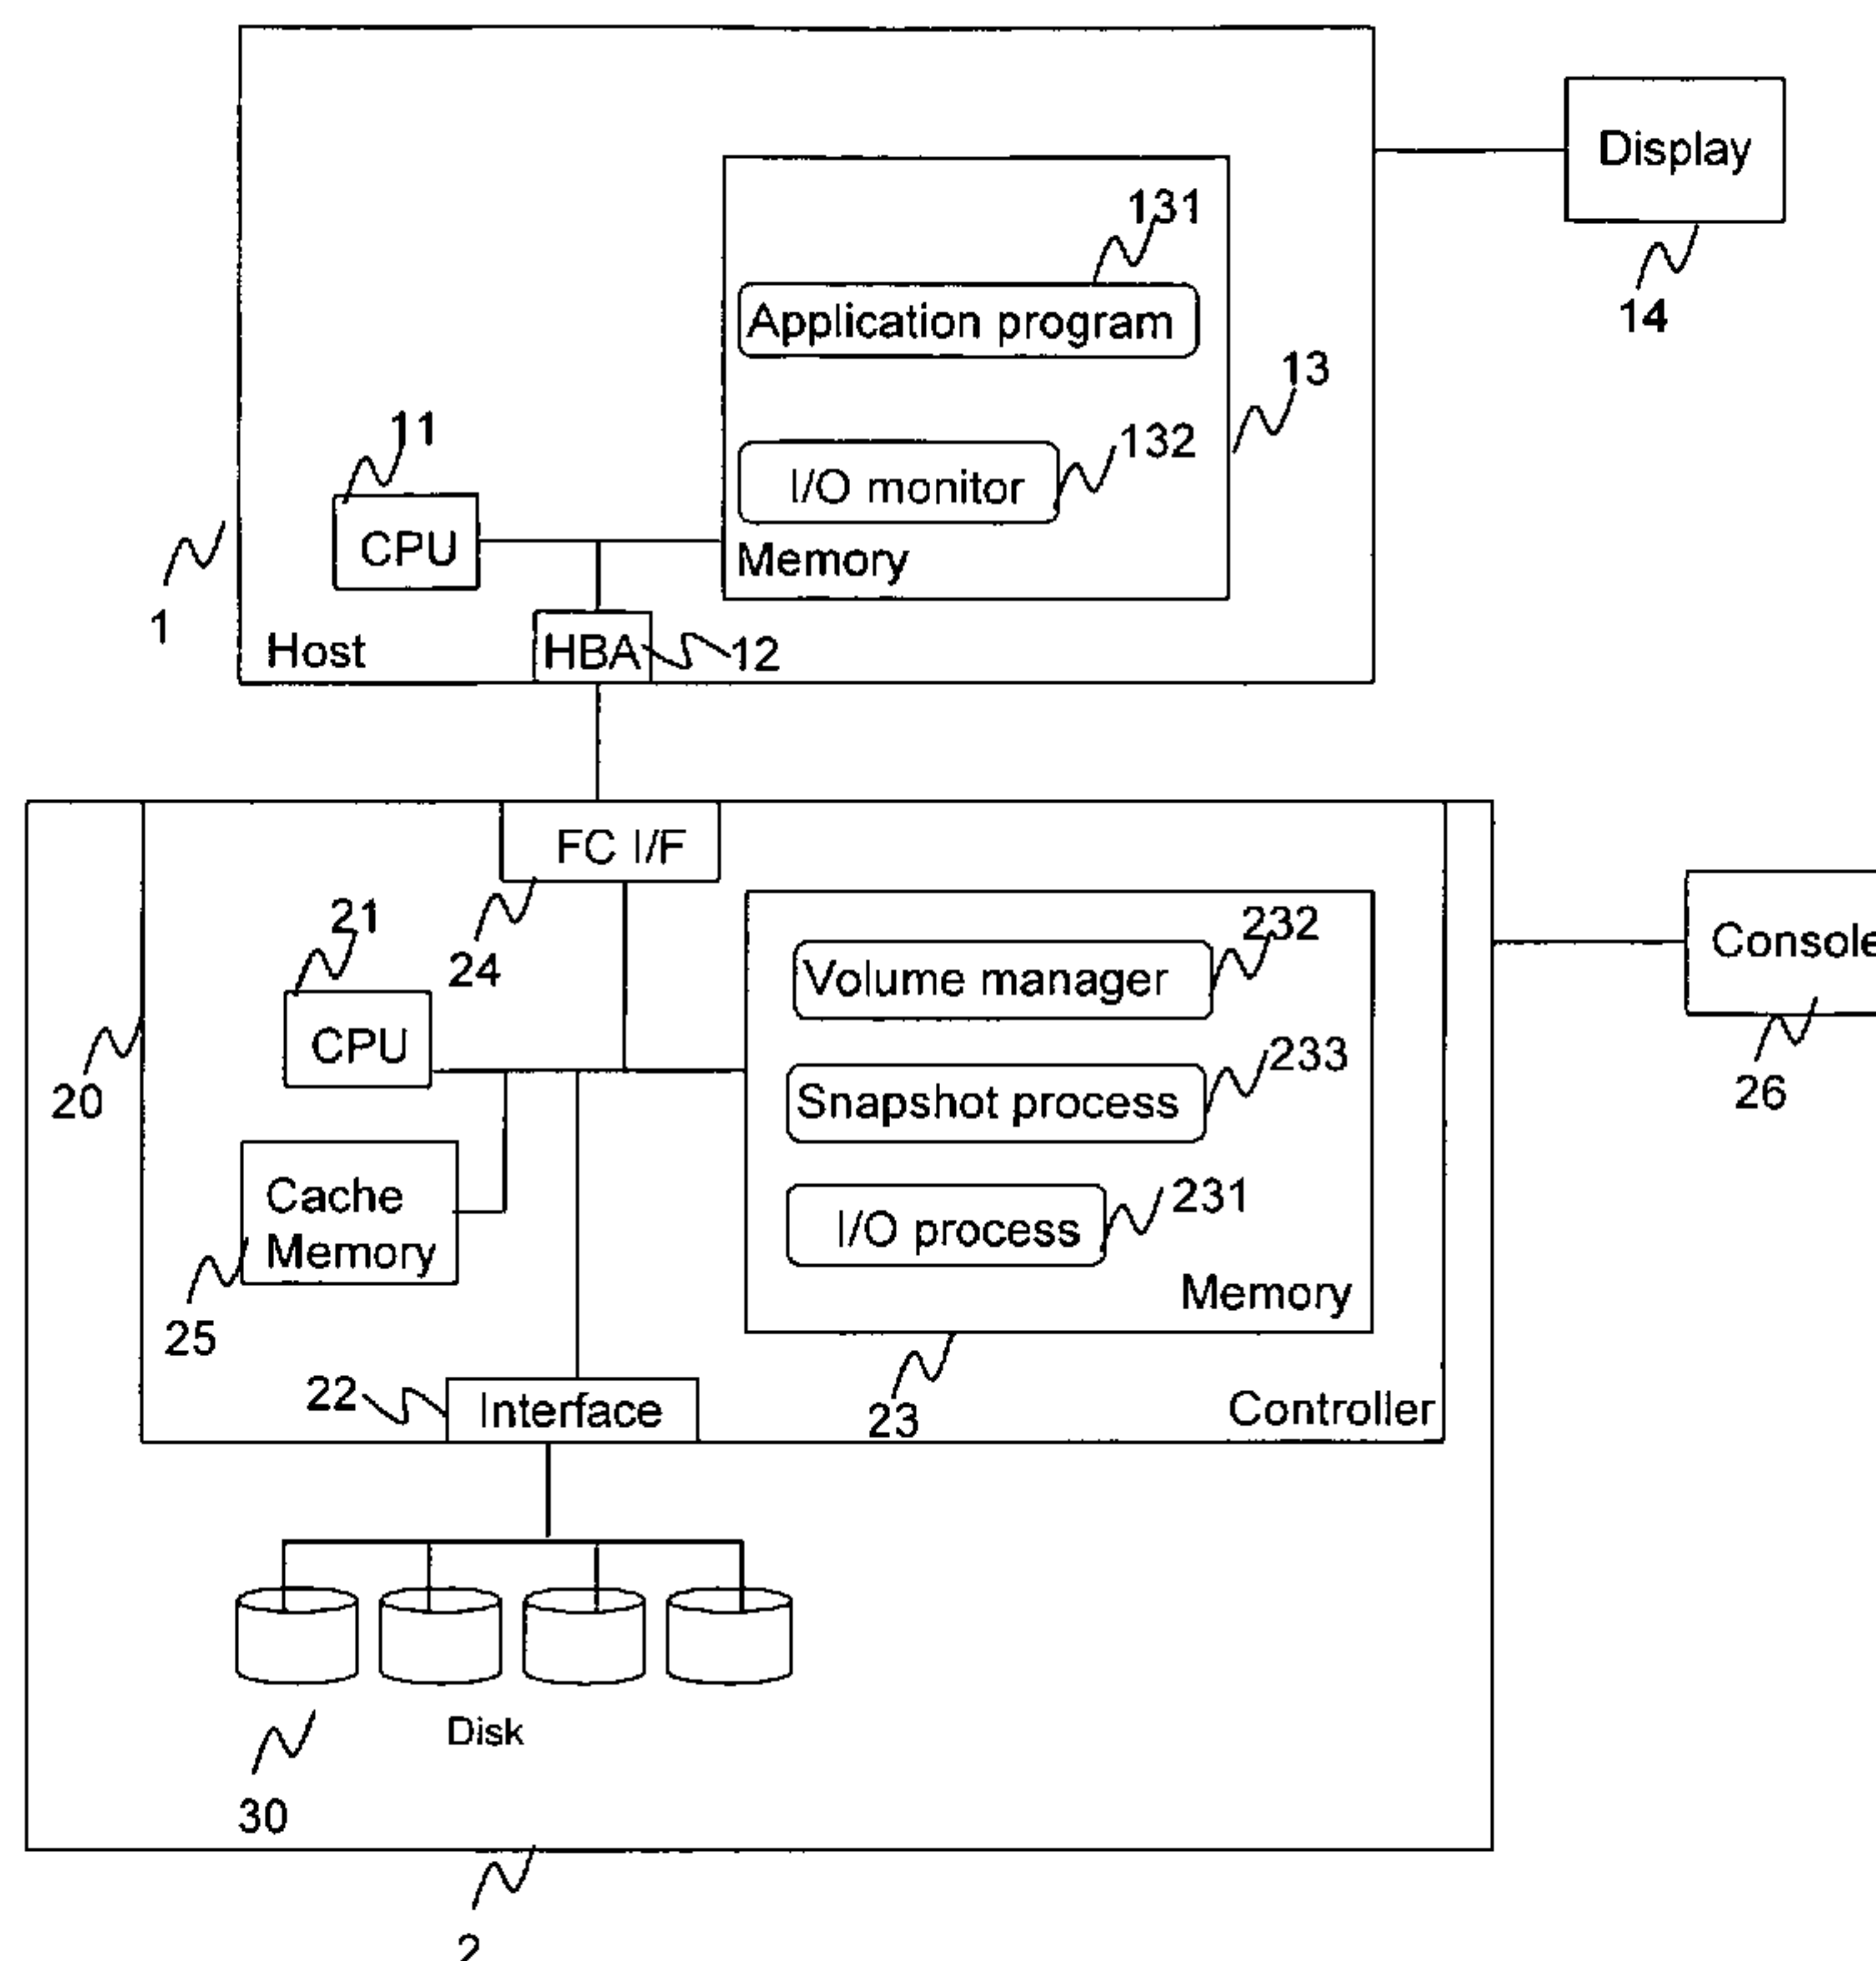 Display
131
14
Application program
13
11
132
I/O monitor
CPU
Memory
1
Host
HBA
12
FC I/F
21
232
24
Volume manager
Console
CPU
233
20
Snapshot process
26
Cache
Memory
231
I/O process
25
Memory
22
Interface
23
Controller
Disk
30
2